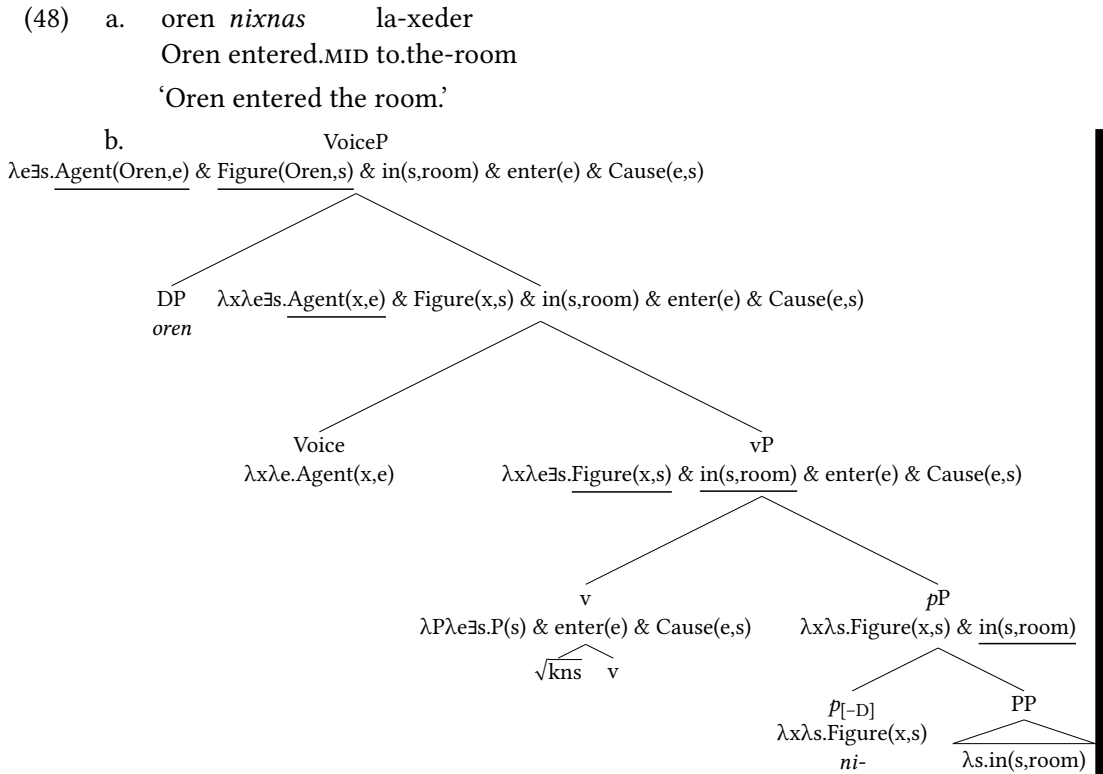 (48) a. oren nixnas la-xeder
Oren entered.MID to.the-room
‘Oren entered the room.’
b. VoiceP
λe∃s.Agent(Oren,e) & Figure(Oren,s) & in(s,room) & enter(e) & Cause(e,s)
DP λxλe∃s.Agent(x,e) & Figure(x,s) & in(s,room) & enter(e) & Cause(e,s)
oren
Voice vP
λxλe.Agent(x,e) λxλe∃s.Figure(x,s) & in(s,room) & enter(e) & Cause(e,s)
v pP
λPλe∃s.P(s) & enter(e) & Cause(e,s) λxλs.Figure(x,s) & in(s,room)
√kns v
p[−D] PP
λxλs.Figure(x,s)
ni- λs.in(s,room)